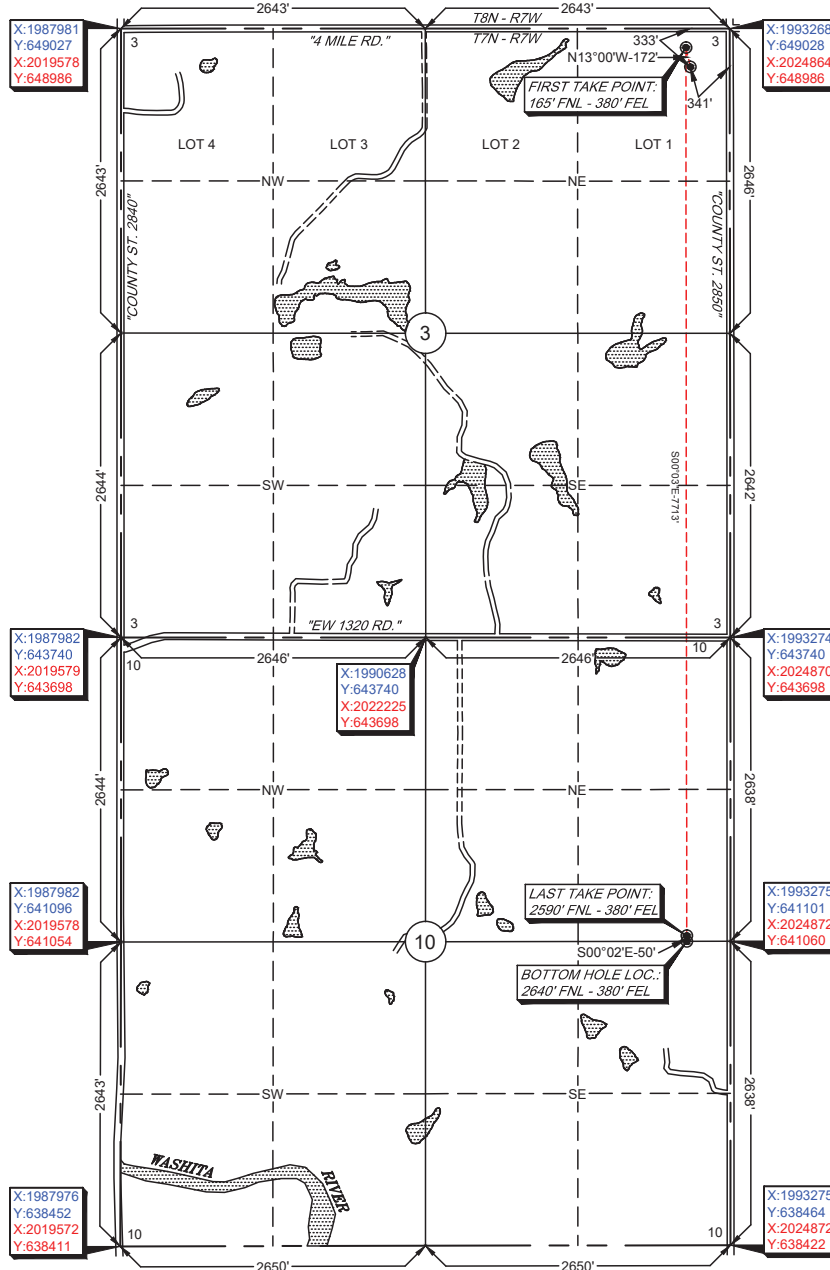 2643'
2643'
T8N - R7W
T7N - R7W
"4 MILE RD."
X:1987981
Y:649027
X:2019578
Y:648986
X:1993268
Y:649028
X:2024864
Y:648986
3
3
333'
N13°00'W-172'
FIRST TAKE POINT:
165' FNL - 380' FEL
341'
LOT 4
LOT 3
LOT 2
LOT 1
2643'
NW
NE
2646'
"COUNTY ST. 2840"
"COUNTY ST. 2850"
3
2644'
SW
SE
2642'
S00°03'E-7713'
3
"EW 1320 RD."
3
X:1987982
Y:643740
X:2019579
Y:643698
10
2646'
2646'
10
X:1990628
Y:643740
X:2022225
Y:643698
X:1993274
Y:643740
X:2024870
Y:643698
2644'
NW
NE
2638'
X:1987982
Y:641096
X:2019578
Y:641054
LAST TAKE POINT:
2590' FNL - 380' FEL
X:1993275
Y:641101
X:2024872
Y:641060
10
S00°02'E-50'
BOTTOM HOLE LOC.:
2640' FNL - 380' FEL
2643'
SW
SE
2638'
WASHITA
RIVER
X:1987976
Y:638452
X:2019572
Y:638411
10
10
X:1993275
Y:638464
X:2024872
Y:638422
2650'
2650'